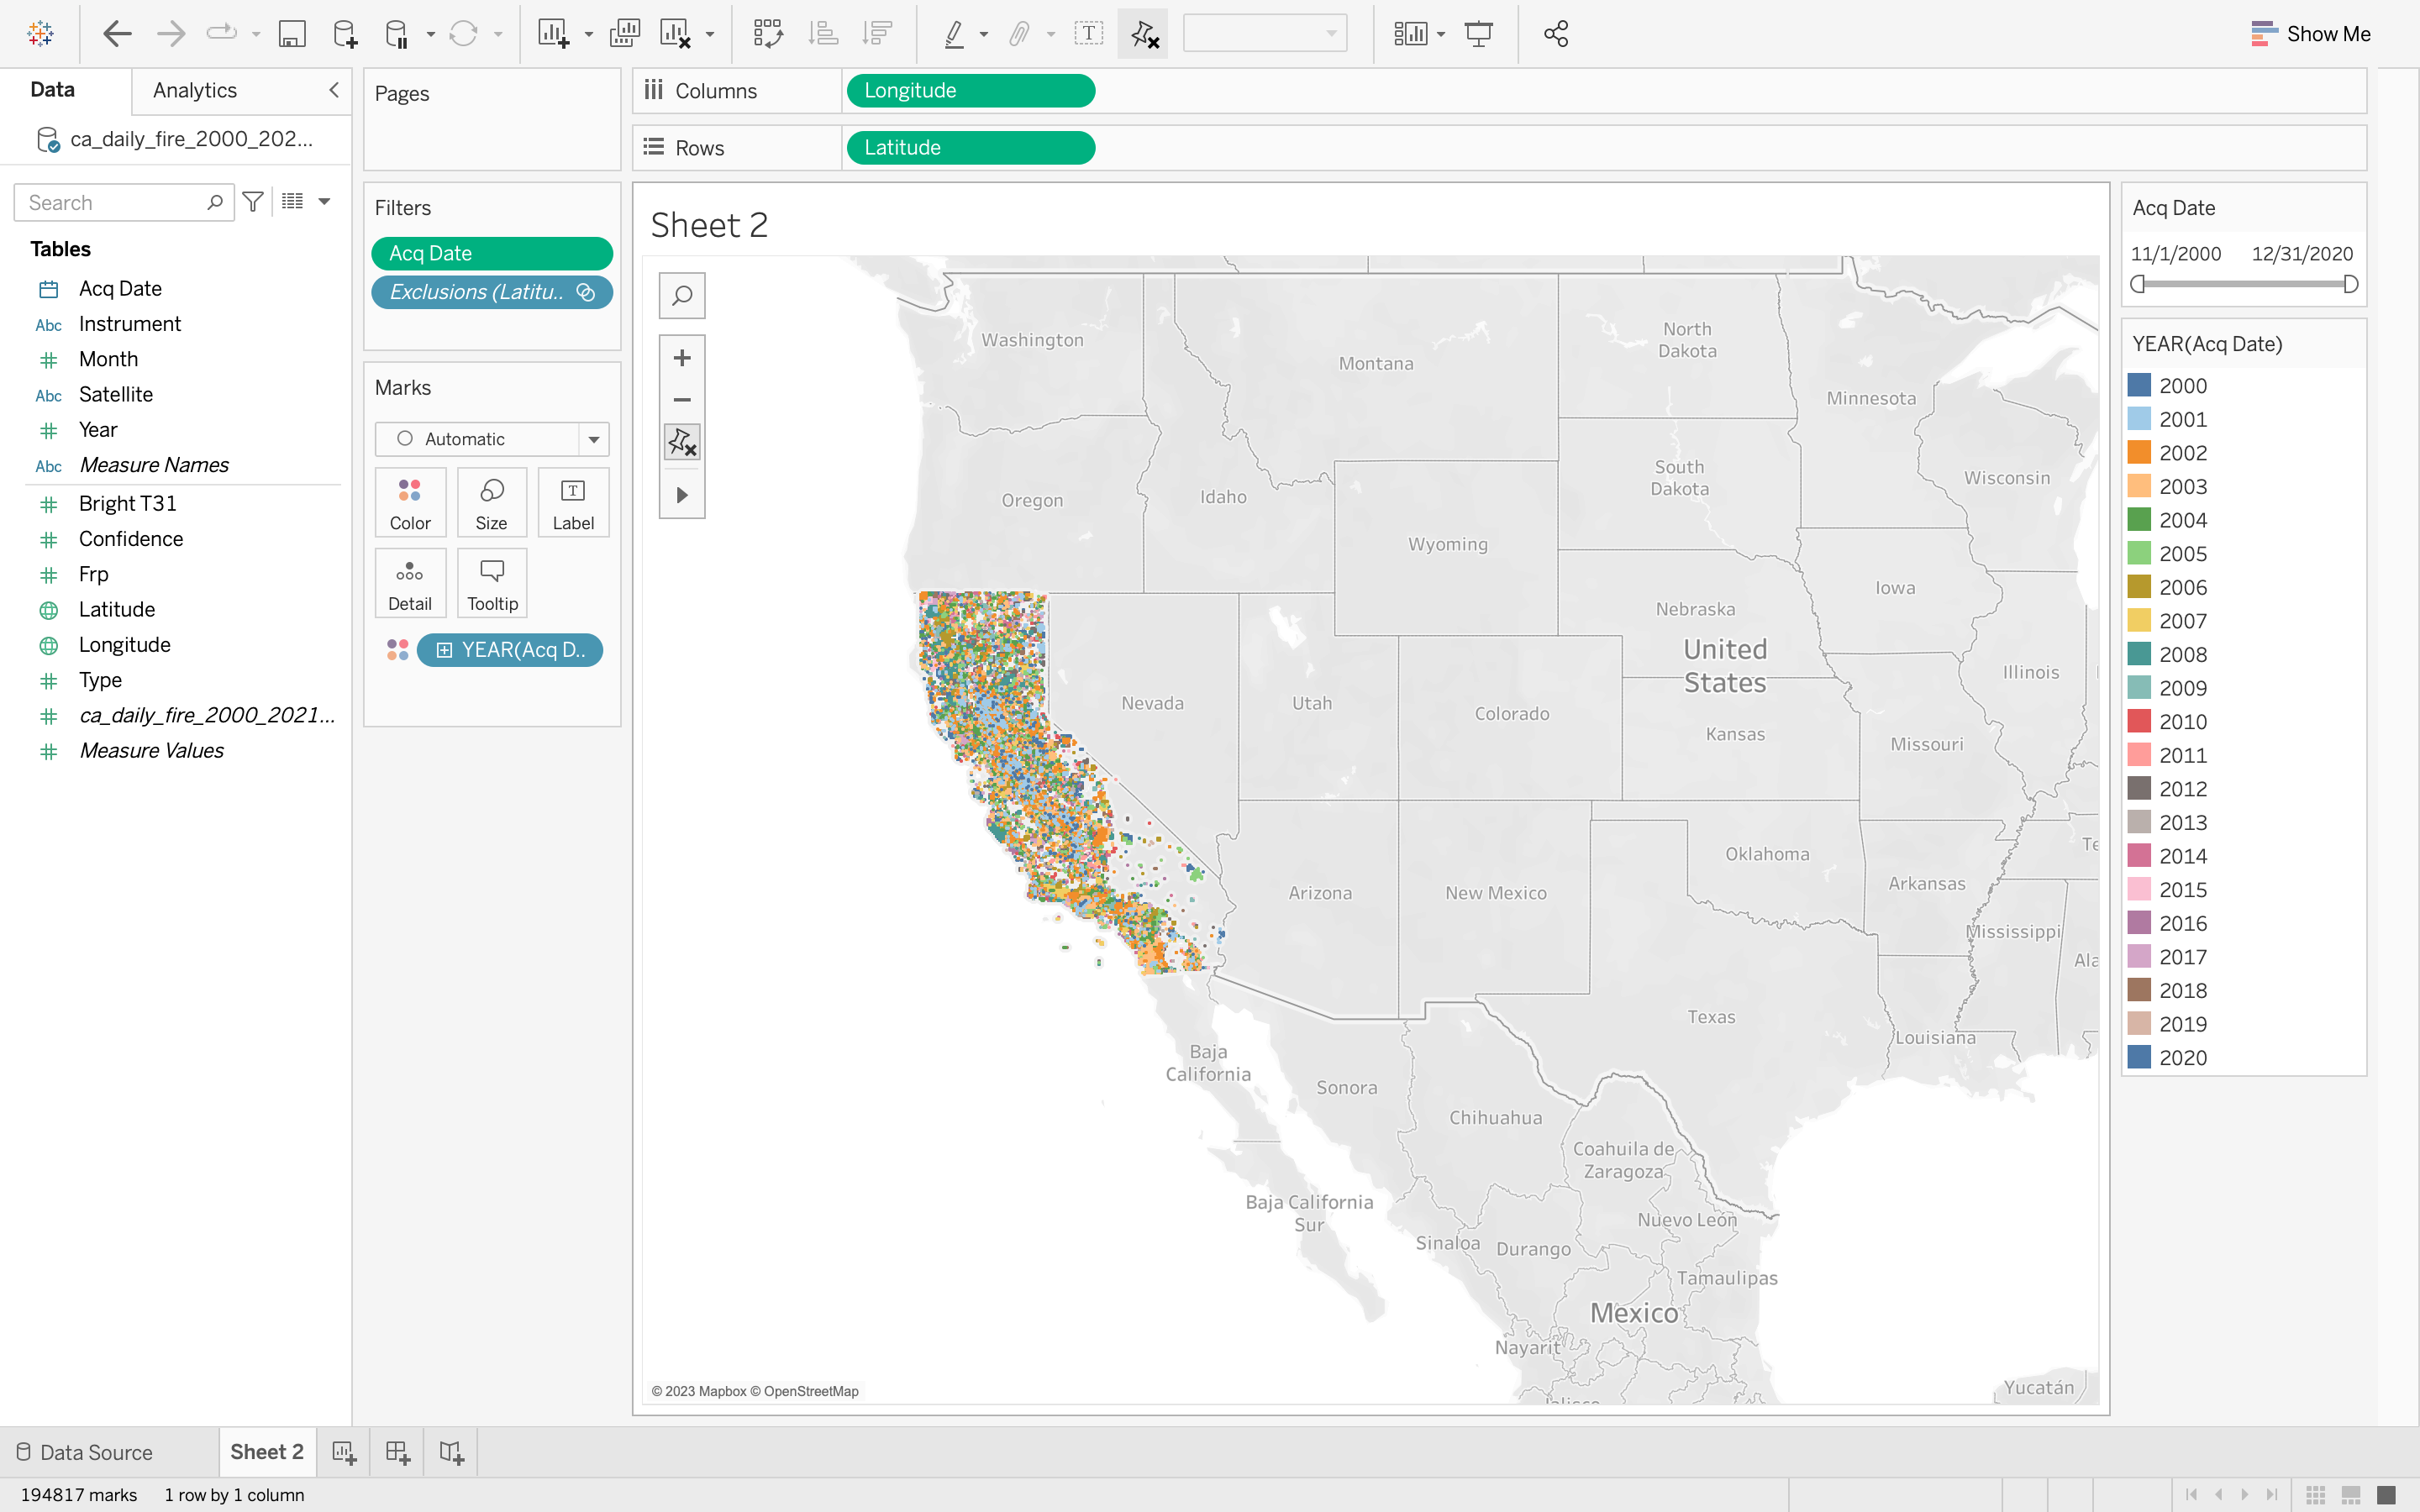 Show Me
Data
Analytics
ca_daily_fire_2000_202...
Search
Tables
Acq Date
Abc Instrument
Month
Abc Satellite
Year
Abc Measure Names
Bright T31
Confidence
Frp
Latitude
Longitude
Type
ca_daily_fire_2000_2021...
Measure Values
Pages
Filters
Acq Date
Exclusions (Latitu..
Marks
Automatic
Color
Size
T
Label
Detail
Tooltip
YEAR(Acq D..
Columns
Longitude
Rows
Latitude
Sheet 2
Washington
Montana
North
Dakota
Minnesota
Oregon
Idaho
South
Dakota
Wisconsin
Wyoming
Iowa
Nebraska
United
States
Illinois
Nevada
Utah
Colorado
Kansas
Missouri
Oklahoma
Te
Arizona
New Mexico
Arkansas
Mississippi
Ala
Texas
Louisiana
Baja
California
Sonora
Chihuahua
Coahuila de
Zaragoza
Baja California
Sur
Nuevo León
Sinaloa
Durango
Tamaulipas
Mexico
Nayarit
Yucatán
Jalisco
© 2023 Mapbox © OpenStreetMap
Acq Date
11/1/2000
12/31/2020
YEAR(Acq Date)
2000
2001
2002
2003
2004
2005
2006
2007
2008
2009
2010
2011
2012
2013
2014
2015
2016
2017
2018
2019
2020
Data Source
Sheet 2
194817 marks
1 row by 1 column